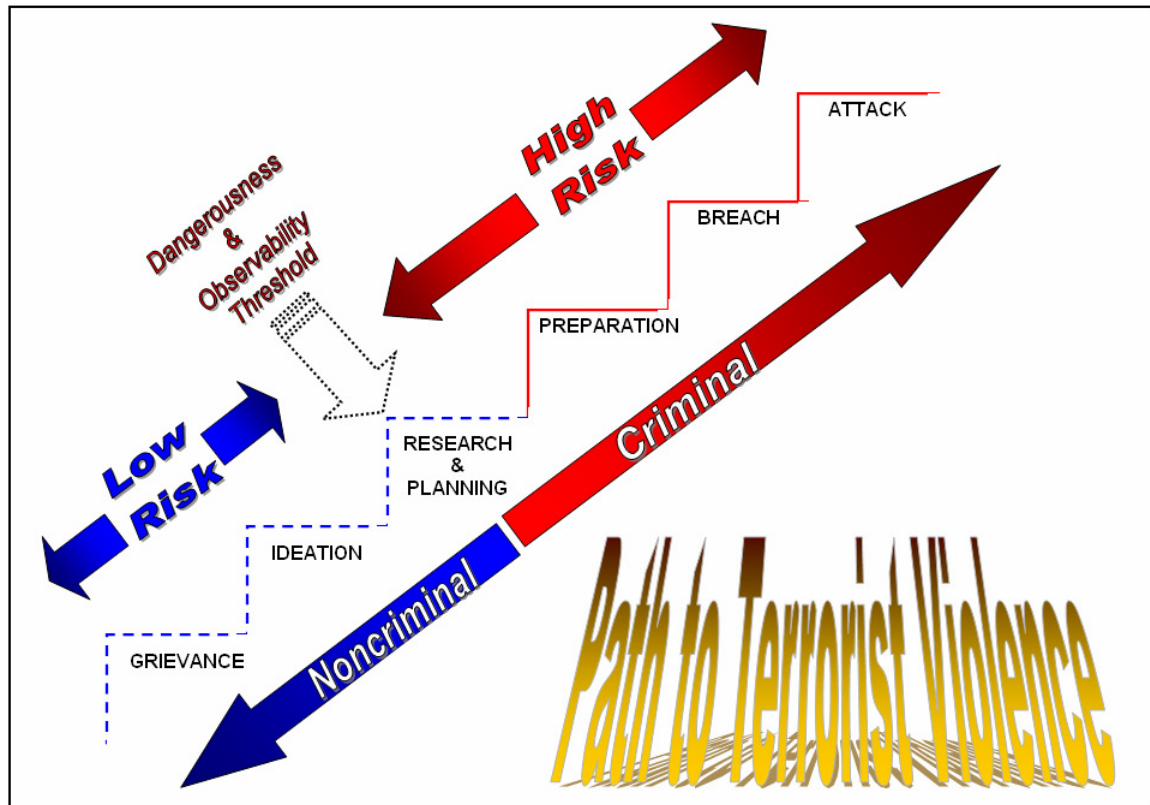 High
Risk
ATTACK
Dangerousness
&
Observability
Threshold
BREACH
PREPARATION
Low
Risk
RESEARCH
&
PLANNING
IDEATION
GRIEVANCE
Criminal
Noncriminal
Path to Terrorist Violence